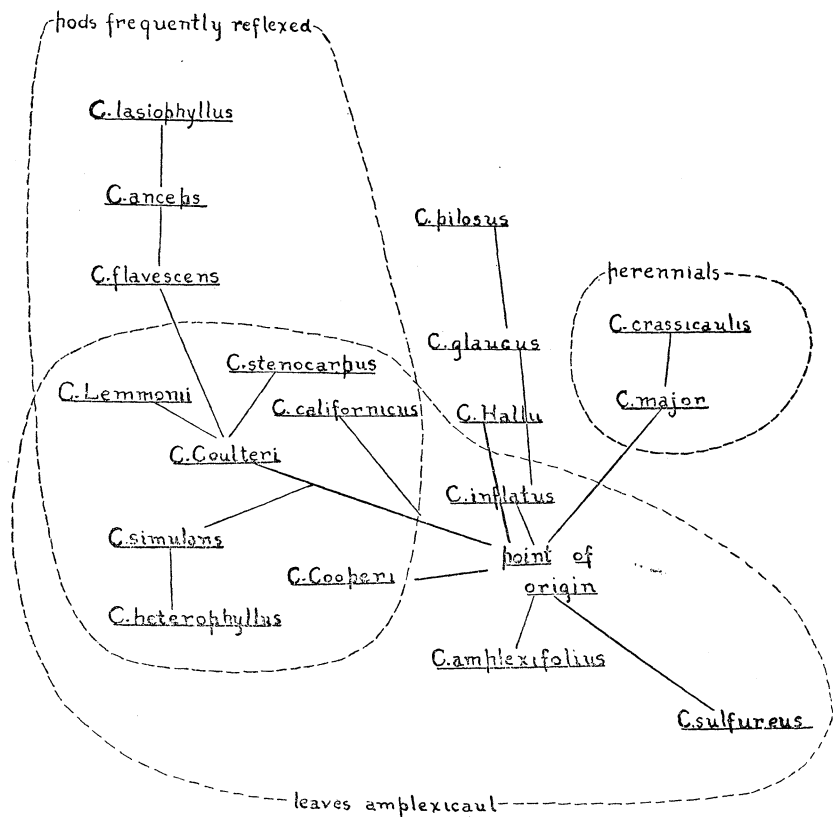 pods frequently reflexed
C. lasiophyllus
C. anceps
C. pilosus
C. flavescens
perennials
C. crassicaulis
C. glaucus
C. stenocarpus
C. Lemmoni
C. major
C. californicus
C. Hallii
C. Coulteri
C. inflatus
C. simulans
point of
origin
C. Cooperi
C. heterophyllus
C. amplexifolius
C. sulfureus
leaves amplexicaul